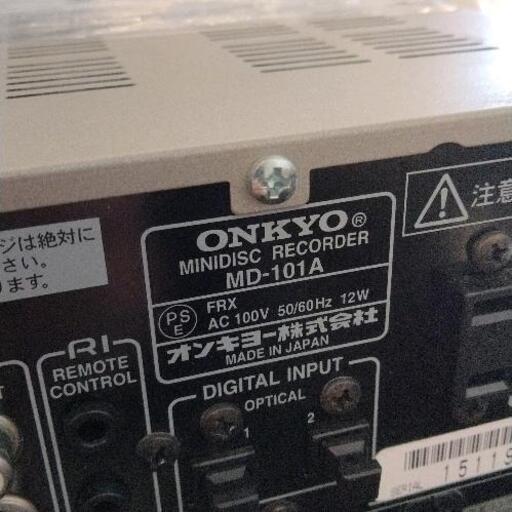 ジは絶対に
さい。
ります。
ONKYO®
MINIDISC RECORDER
MD-101A
PS
E
FRX
AC 100V 50/60Hz 12W
オンキヨー株式会社
MADE IN JAPAN
注意
RI
REMOTE
CONTROL
DIGITAL INPUT
OPTICAL
1
2
SERIAL
15119